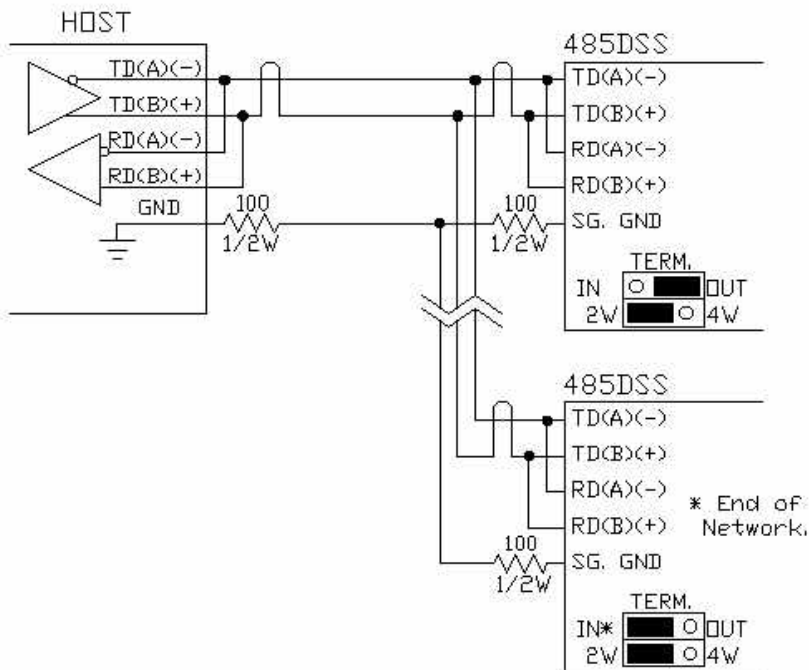 HOST
TD(A)(-)
TD(B)(+)
RD(A)(-)
RD(B)(+)
GND
100
1/2W
485DSS
TD(A)(-)
TD(B)(+)
RD(A)(-)
RD(B)(+)
100
1/2W
SG. GND
TERM.
IN OUT
2W 4W
485DSS
TD(A)(-)
TD(B)(+)
RD(A)(-)
RD(B)(+)
* End of
Network.
100
1/2W
SG. GND
TERM.
IN* OUT
2W 4W